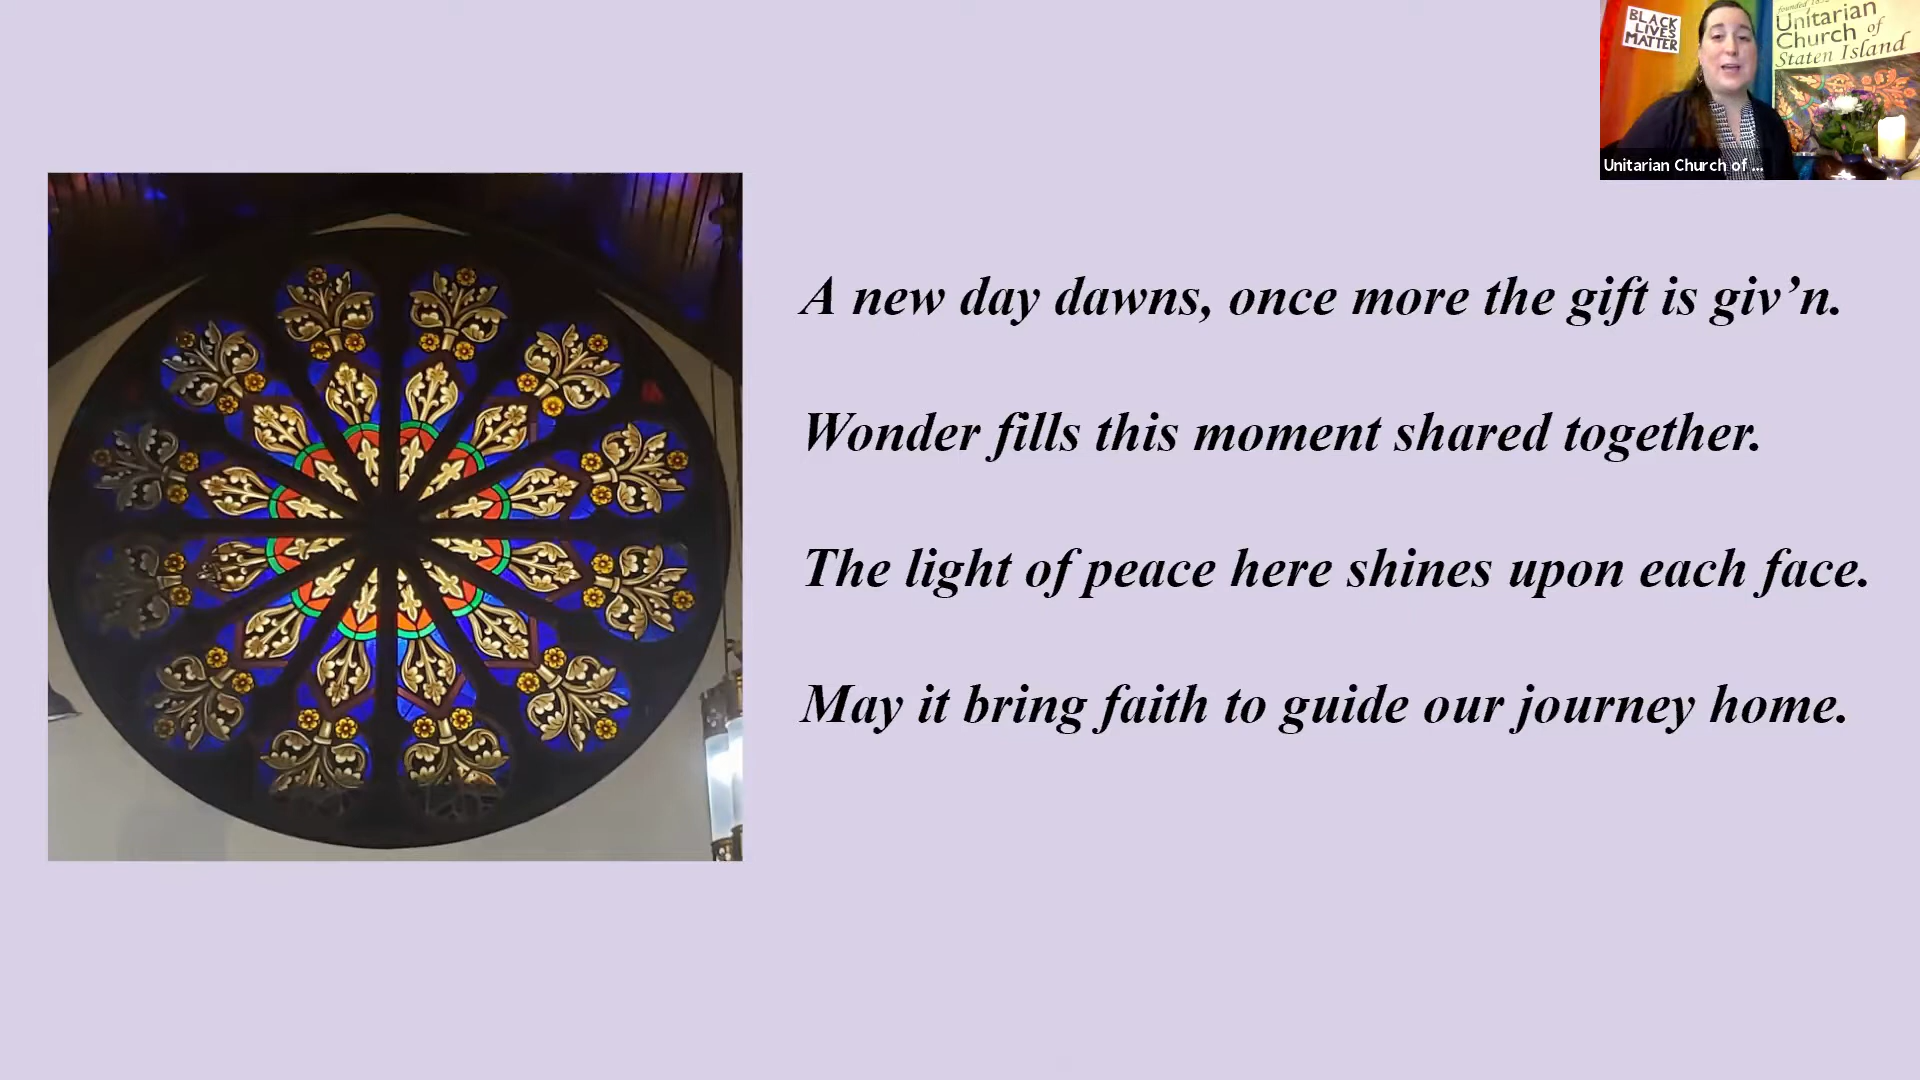 BLACK
LIVES
MATTER
Unitarian
Church of
Staten Island
Unitarian Church of ...
A new day dawns, once more the gift is giv’n.
Wonder fills this moment shared together.
The light of peace here shines upon each face.
May it bring faith to guide our journey home.